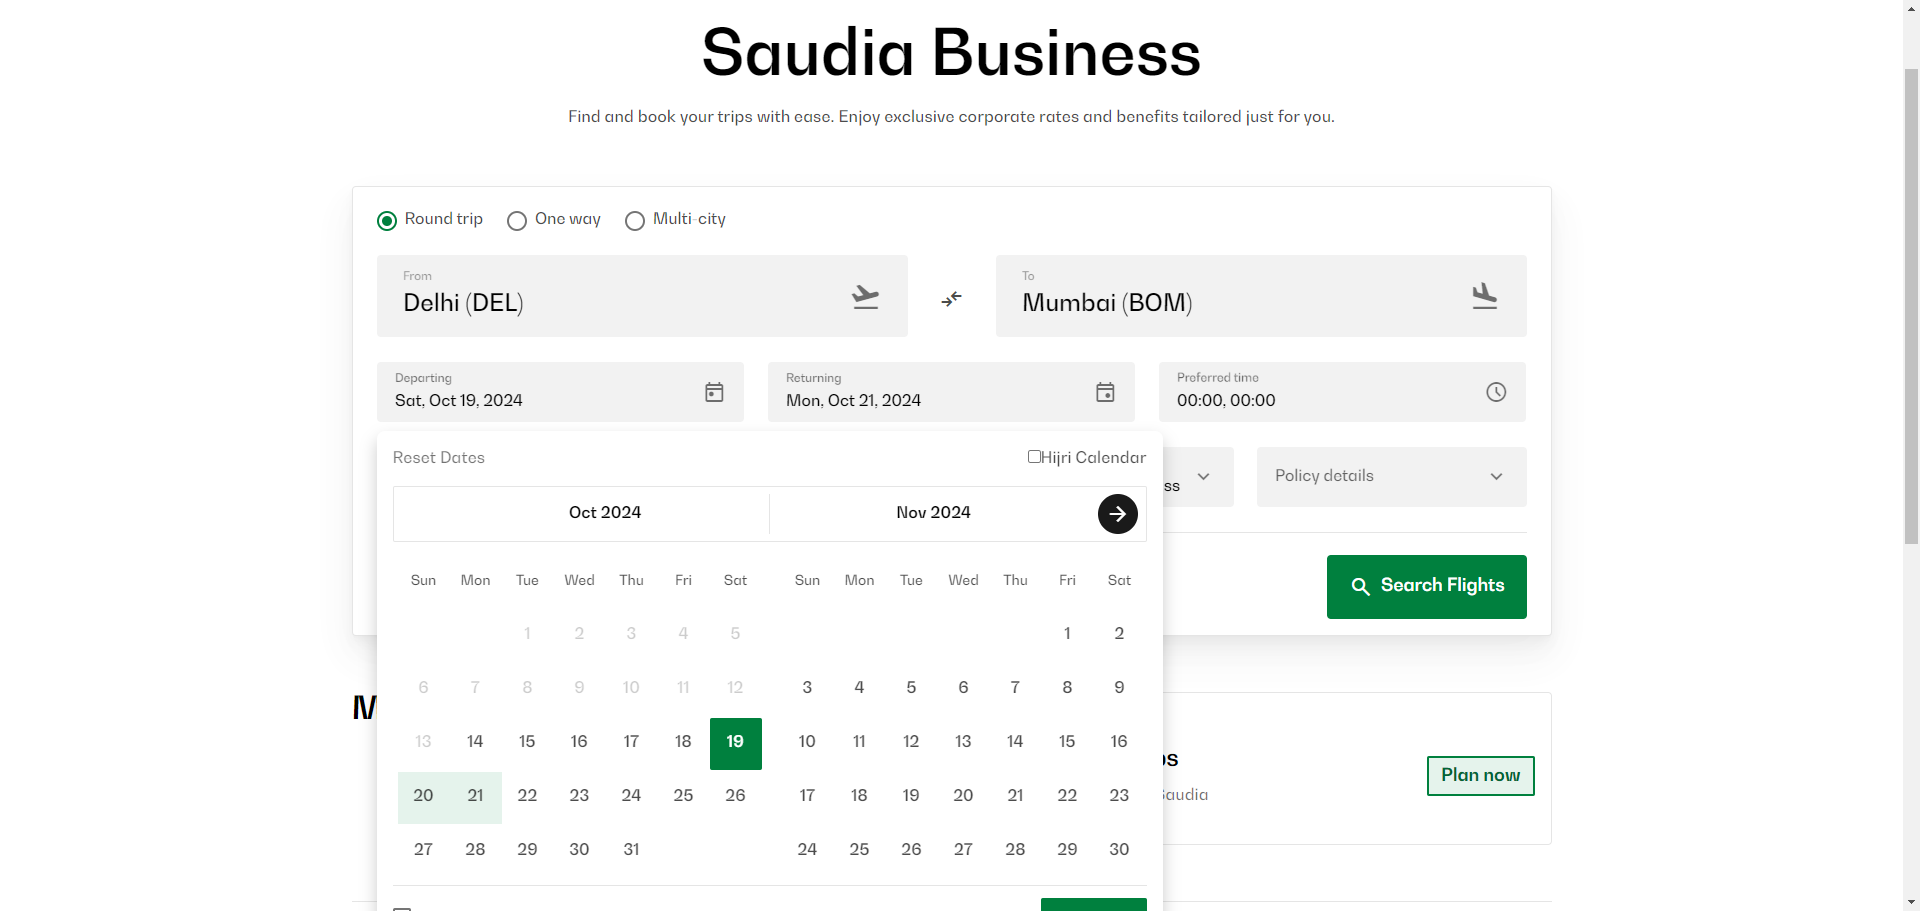 Saudia Business
Find and book your trips with ease. Enjoy exclusive corporate rates and benefits tailored just for you.
Round trip One way Multi-city
From
Delhi (DEL)
To
Mumbai (BOM)
Departing
Sat, Oct 19, 2024
Returning
Mon, Oct 21, 2024
Preferred time
00:00, 00:00
Reset Dates Hijri Calendar
ss
Policy details
Oct 2024 Nov 2024
Sun Mon Tue Wed Thu Fri Sat Sun Mon Tue Wed Thu Fri Sat
Search Flights
1 2 3 4 5 1 2
6 7 8 9 10 11 12 3 4 5 6 7 8 9
13 14 15 16 17 18 19 10 11 12 13 14 15 16
20 21 22 23 24 25 26 17 18 19 20 21 22 23
27 28 29 30 31 24 25 26 27 28 29 30
M
Plan now
Saudia